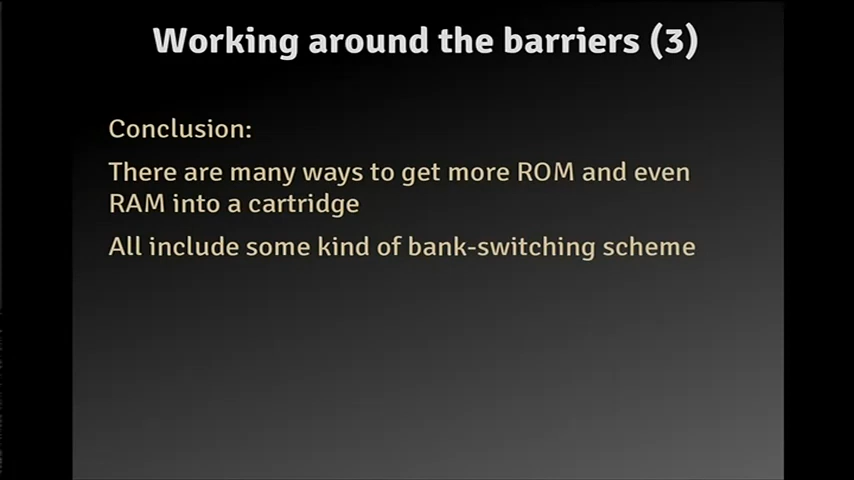 Working around the barriers (3)
Conclusion:
There are many ways to get more ROM and even
RAM into a cartridge
All include some kind of bank-switching scheme